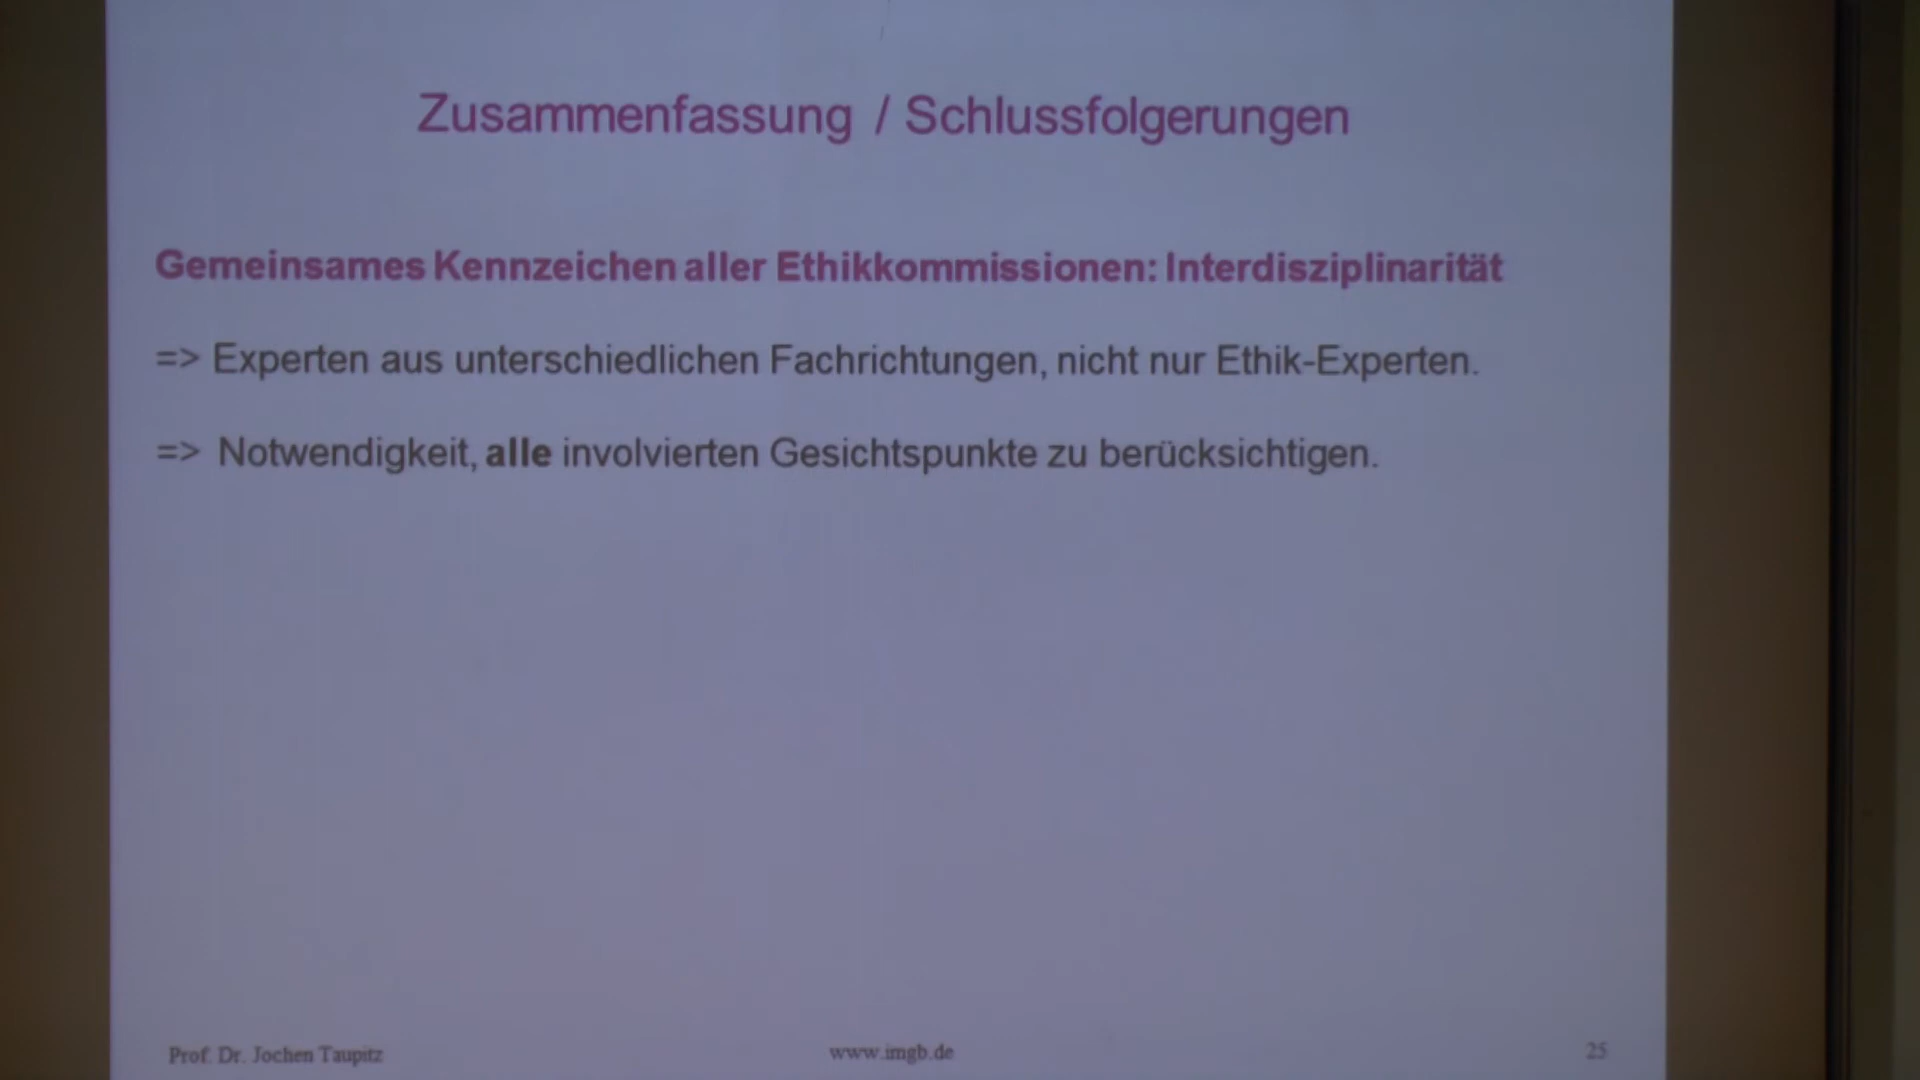 Zusammenfassung / Schlussfolgerungen
Gemeinsames Kennzeichen aller Ethikkommissionen: Interdisziplinarität
=> Experten aus unterschiedlichen Fachrichtungen, nicht nur Ethik-Experten.
=> Notwendigkeit, alle involvierten Gesichtspunkte zu berücksichtigen.
Prof. Dr. Jochen Taupitz
www.imgb.de
25